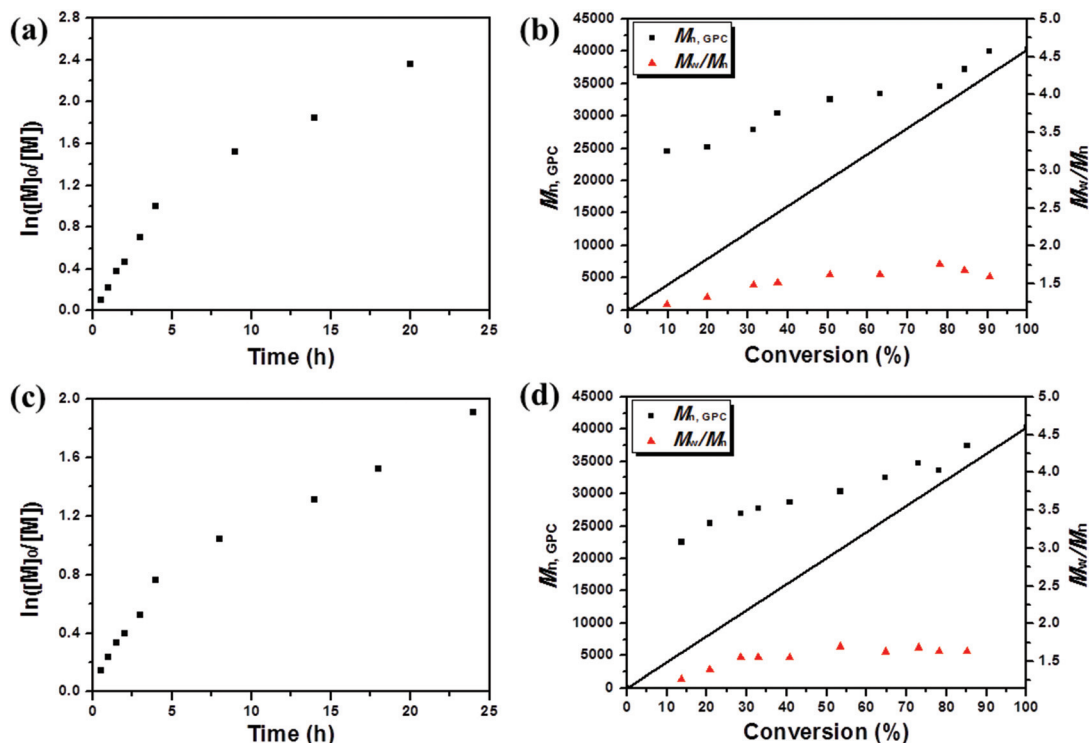 (a)
2.8
2.4
2.0
1.6
1.2
0.8
0.4
0.0
ln([M]₀/[M])
0 5 10 15 20 25
Time (h)
(b)
45000
40000
35000
30000
25000
20000
15000
10000
5000
0
Mn, GPC
Mn, GPC
Mw/Mn
5.0
4.5
4.0
3.5
3.0
2.5
2.0
1.5
Mw/Mn
0 10 20 30 40 50 60 70 80 90 100
Conversion (%)
(c)
2.0
1.6
1.2
0.8
0.4
0.0
ln([M]₀/[M])
0 5 10 15 20 25
Time (h)
(d)
45000
40000
35000
30000
25000
20000
15000
10000
5000
0
Mn, GPC
Mn, GPC
Mw/Mn
5.0
4.5
4.0
3.5
3.0
2.5
2.0
1.5
Mw/Mn
0 10 20 30 40 50 60 70 80 90 100
Conversion (%)